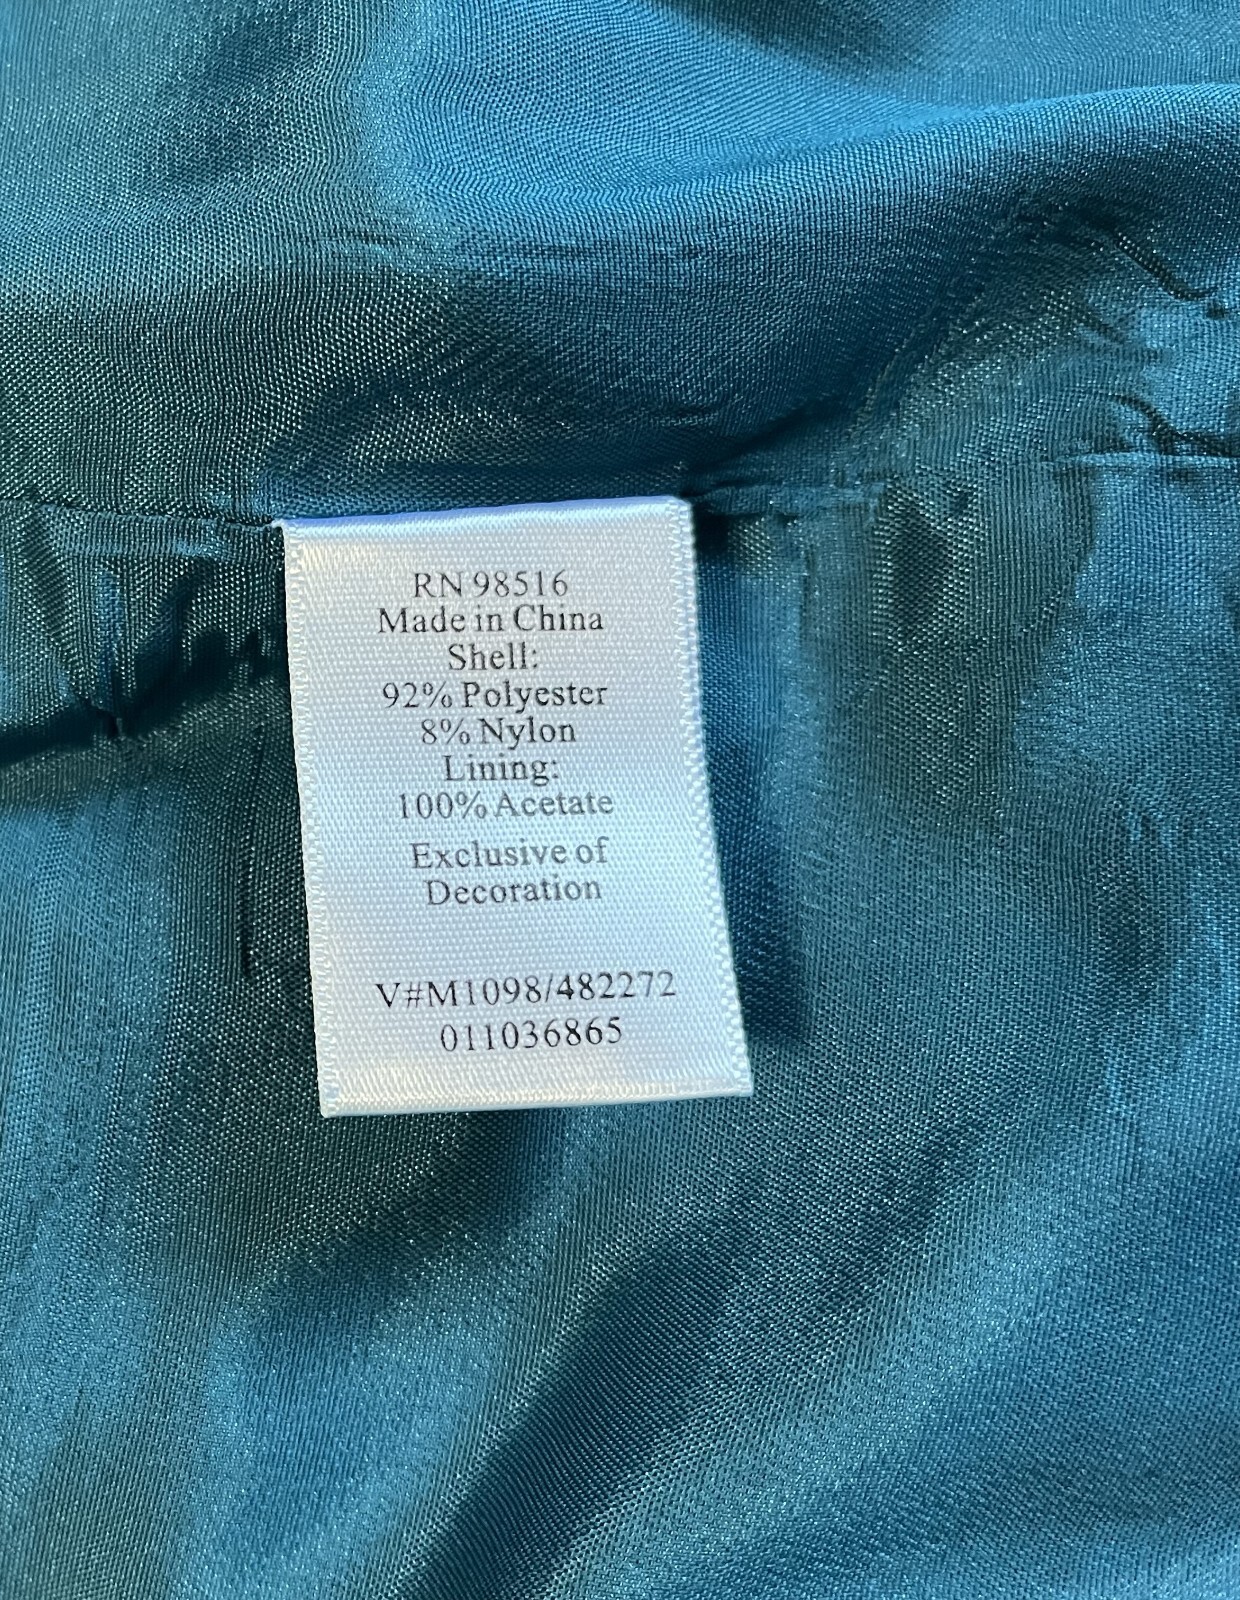 RN 98516
Made in China
Shell:
92% Polyester
8% Nylon
Lining:
100% Acetate
Exclusive of
Decoration
V#M1098/482272
011036865